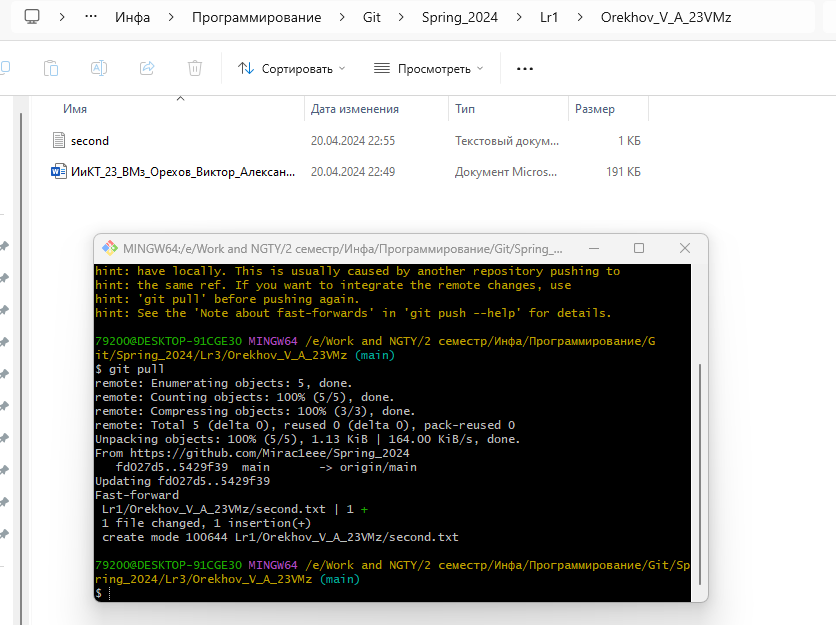 ··· Инфа Программирование Git Spring_2024 Lr1 Orekhov_V_A_23VMz
Сортировать Просмотреть ···
Имя Дата изменения Тип Размер
second 20.04.2024 22:55 Текстовый докум... 1 КБ
ИиКТ_23_ВМз_Орехов_Виктор_Алексан... 20.04.2024 22:49 Документ Micros... 191 КБ
MINGW64:/e/Work and NGTY/2 семестр/Инфа/Программирование/Git/Spring_...
hint: have locally. This is usually caused by another repository pushing to
hint: the same ref. If you want to integrate the remote changes, use
hint: 'git pull' before pushing again.
hint: See the 'Note about fast-forwards' in 'git push --help' for details.
79200@DESKTOP-91CGE30 MINGW64 /e/Work and NGTY/2 семестр/Инфа/Программирование/G
it/Spring_2024/Lr3/Orekhov_V_A_23VMz (main)
$ git pull
remote: Enumerating objects: 5, done.
remote: Counting objects: 100% (5/5), done.
remote: Compressing objects: 100% (3/3), done.
remote: Total 5 (delta 0), reused 0 (delta 0), pack-reused 0
Unpacking objects: 100% (5/5), 1.13 KiB | 164.00 KiB/s, done.
From https://github.com/Mirac1eee/Spring_2024
fd027d5..5429f39 main -> origin/main
Updating fd027d5..5429f39
Fast-forward
Lr1/Orekhov_V_A_23VMz/second.txt | 1 +
1 file changed, 1 insertion(+)
create mode 100644 Lr1/Orekhov_V_A_23VMz/second.txt
79200@DESKTOP-91CGE30 MINGW64 /e/Work and NGTY/2 семестр/Инфа/Программирование/Git/Sp
ring_2024/Lr3/Orekhov_V_A_23VMz (main)
$